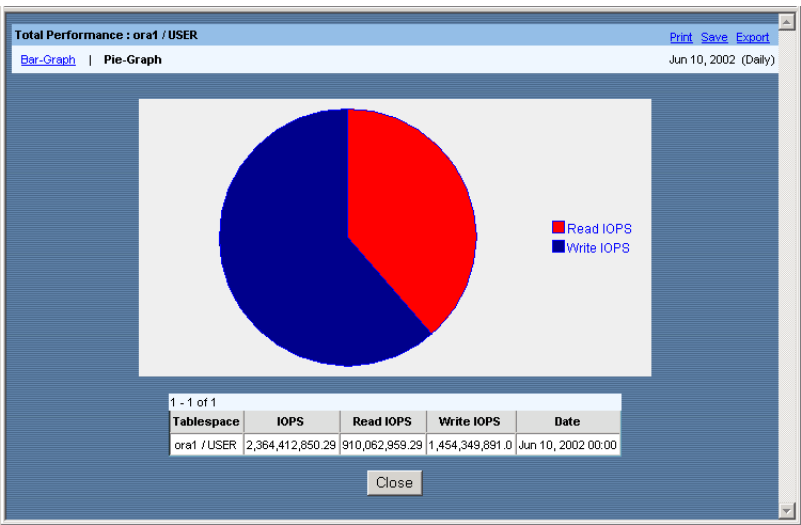 Total Performance : ora1 / USER
Print Save Export
Bar-Graph | Pie-Graph
Jun 10, 2002 (Daily)
Read IOPS
Write IOPS
1 - 1 of 1
Tablespace IOPS Read IOPS Write IOPS Date
ora1 / USER 2,364,412,850.29 910,062,959.29 1,454,349,891.0 Jun 10, 2002 00:00
Close